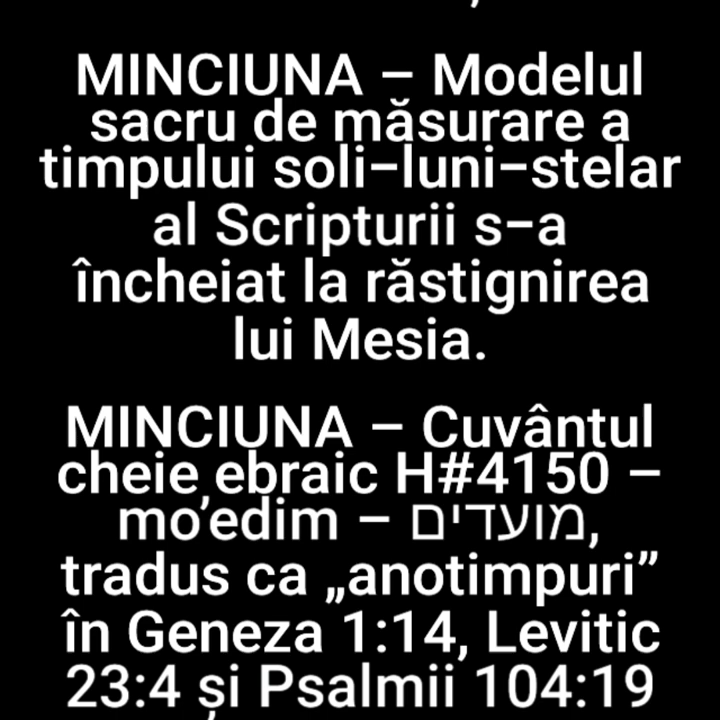 MINCIUNA – Modelul
sacru de măsurare a
timpului soli-luni-stelar
al Scripturii s-a
încheiat la răstignirea
lui Mesia.
MINCIUNA – Cuvântul
cheie ebraic H#4150 –
mo’edim – מועדים,
tradus ca „anotimpuri”
în Geneza 1:14, Levitic
23:4 și Psalmii 104:19